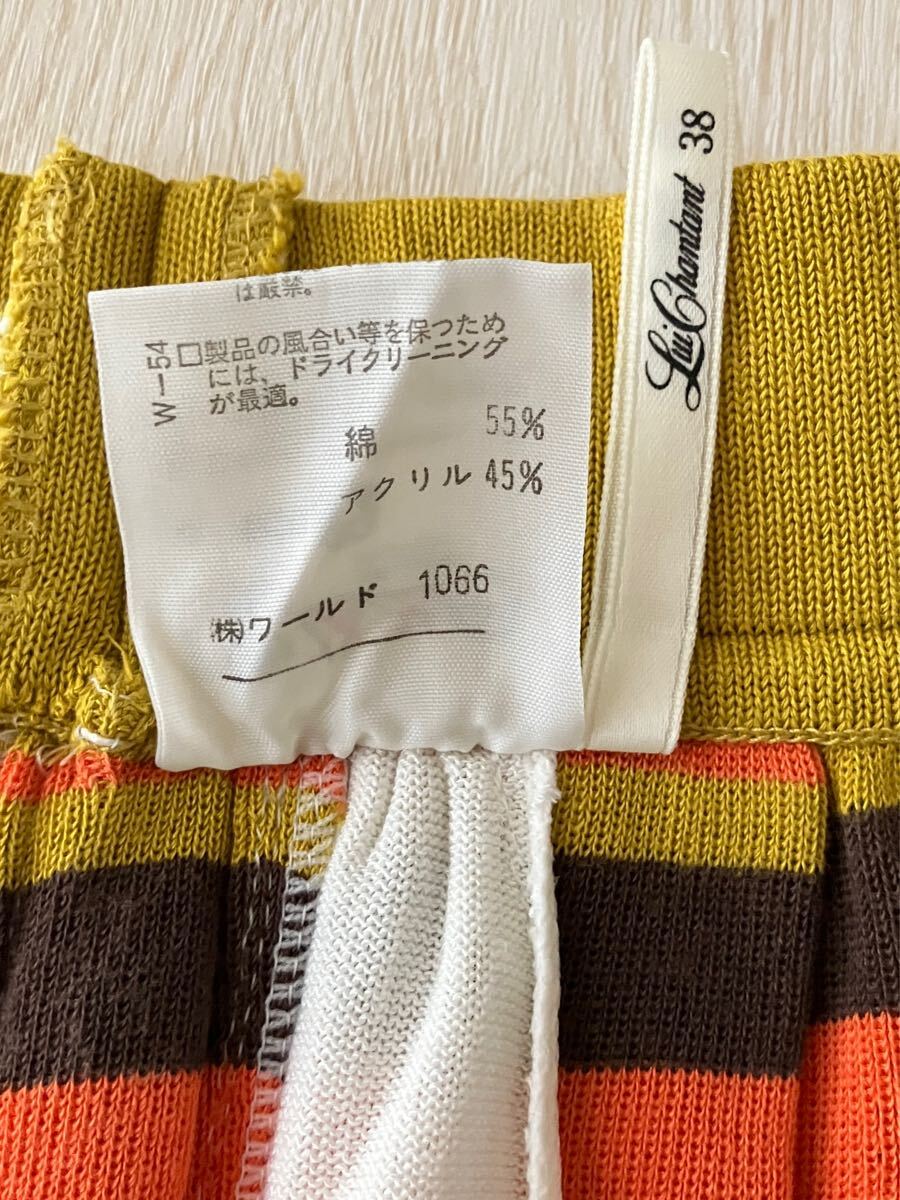 は厳禁。
W-54
□製品の風合い等を保つため
には、ドライクリーニング
が最適。
綿 55%
アクリル 45%
(株)ワールド 1066
Lui Chantant 38